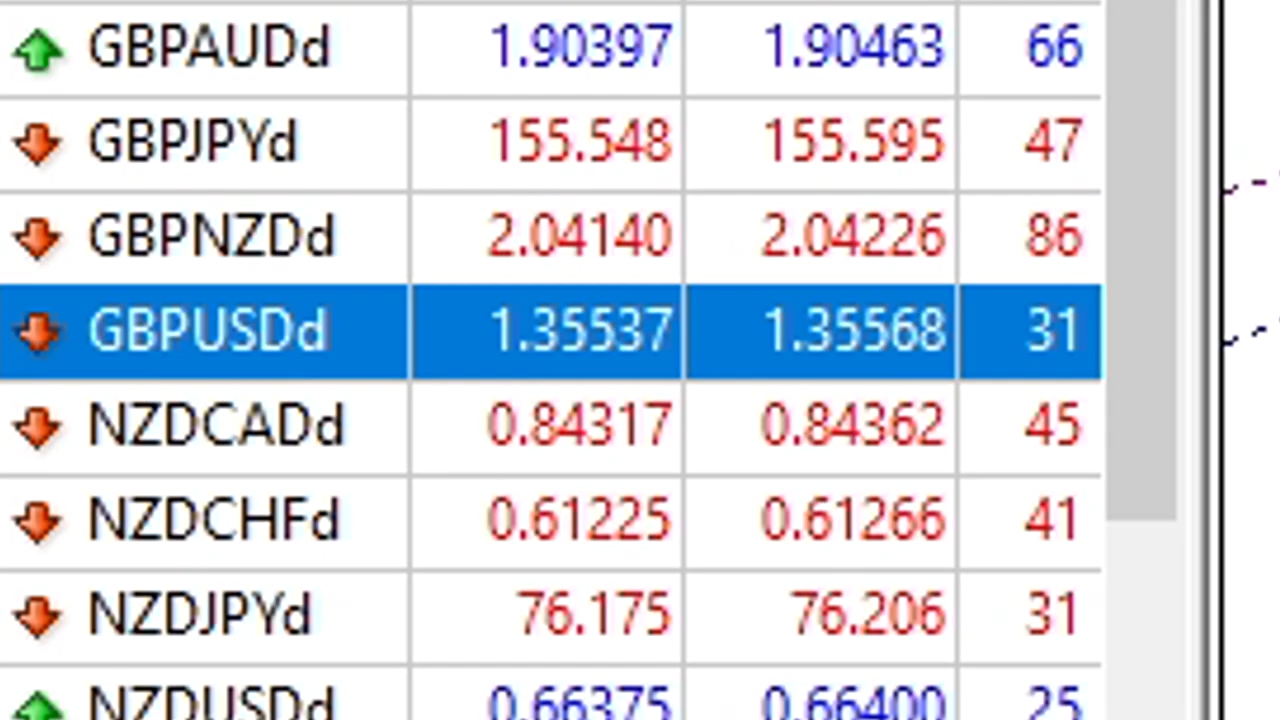 GBPAUDd 1.90397 1.90463 66
GBPJPYd 155.548 155.595 47
GBPNZDd 2.04140 2.04226 86
GBPUSDd 1.35537 1.35568 31
NZDCADd 0.84317 0.84362 45
NZDCHFd 0.61225 0.61266 41
NZDJPYd 76.175 76.206 31
NZDUSDd 0.66375 0.66400 25